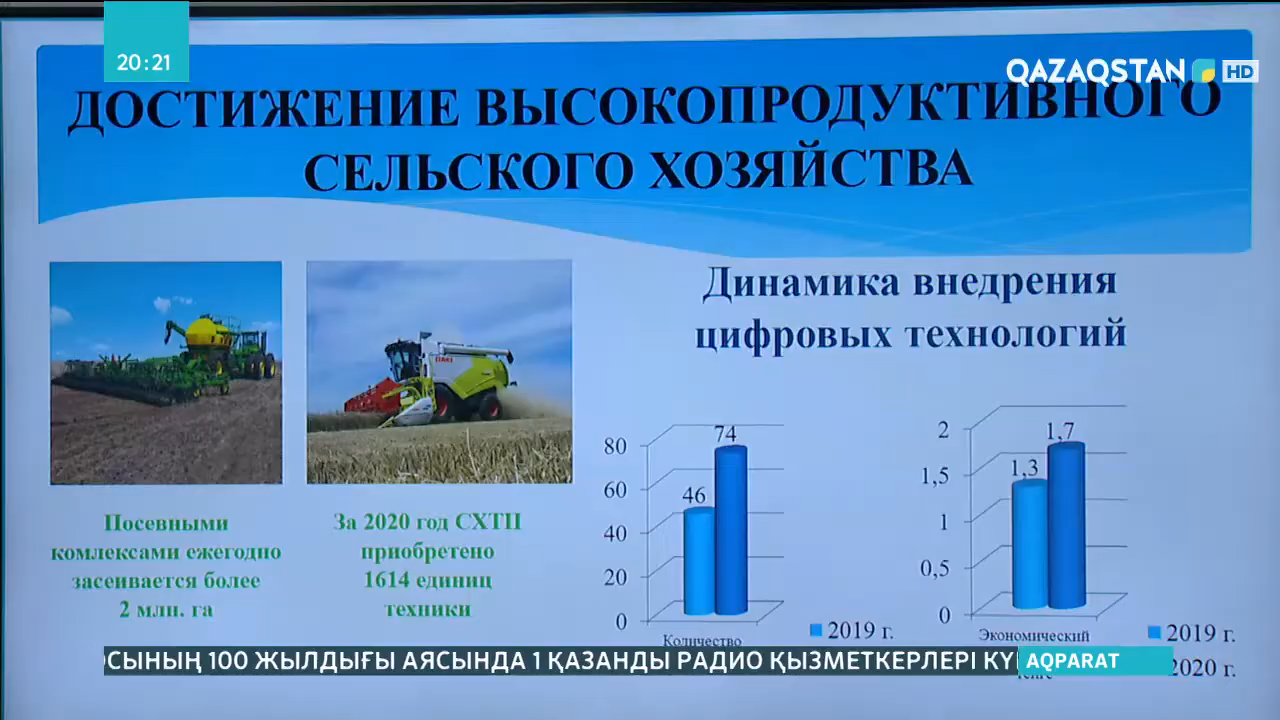 20:21
QAZAQSTAN HD
ДОСТИЖЕНИЕ ВЫСОКОПРОДУКТИВНОГО
СЕЛЬСКОГО ХОЗЯЙСТВА
Динамика внедрения
цифровых технологий
Посевными
комлексами ежегодно
засеивается более
2 млн. га
За 2020 год СХТП
приобретено
1614 единиц
техники
80
60
40
20
0
46
74
Количество
2019 г.
2
1,5
1
0,5
0
1,3
1,7
Экономический
2019 г.
2020 г.
ОСЫНЫҢ 100 ЖЫЛДЫҒЫ АЯСЫНДА 1 ҚАЗАНДЫ РАДИО ҚЫЗМЕТКЕРЛЕРІ КҮ
AQPARAT